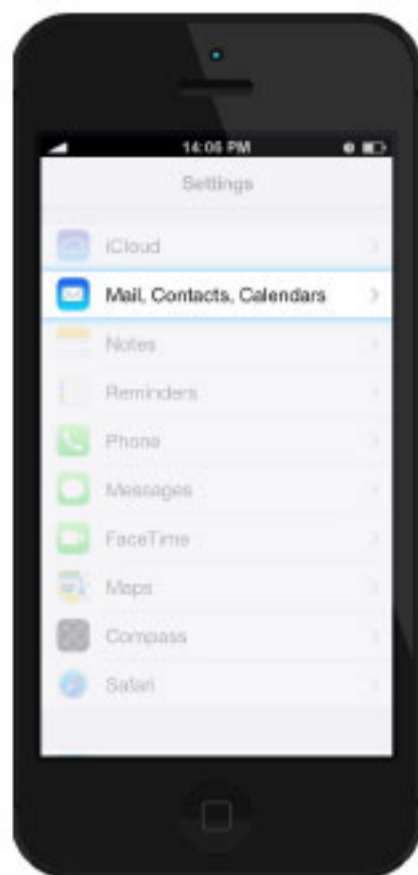 14:06 PM
Settings
iCloud
Mail, Contacts, Calendars
Notes
Reminders
Phone
Messages
FaceTime
Maps
Compass
Safari